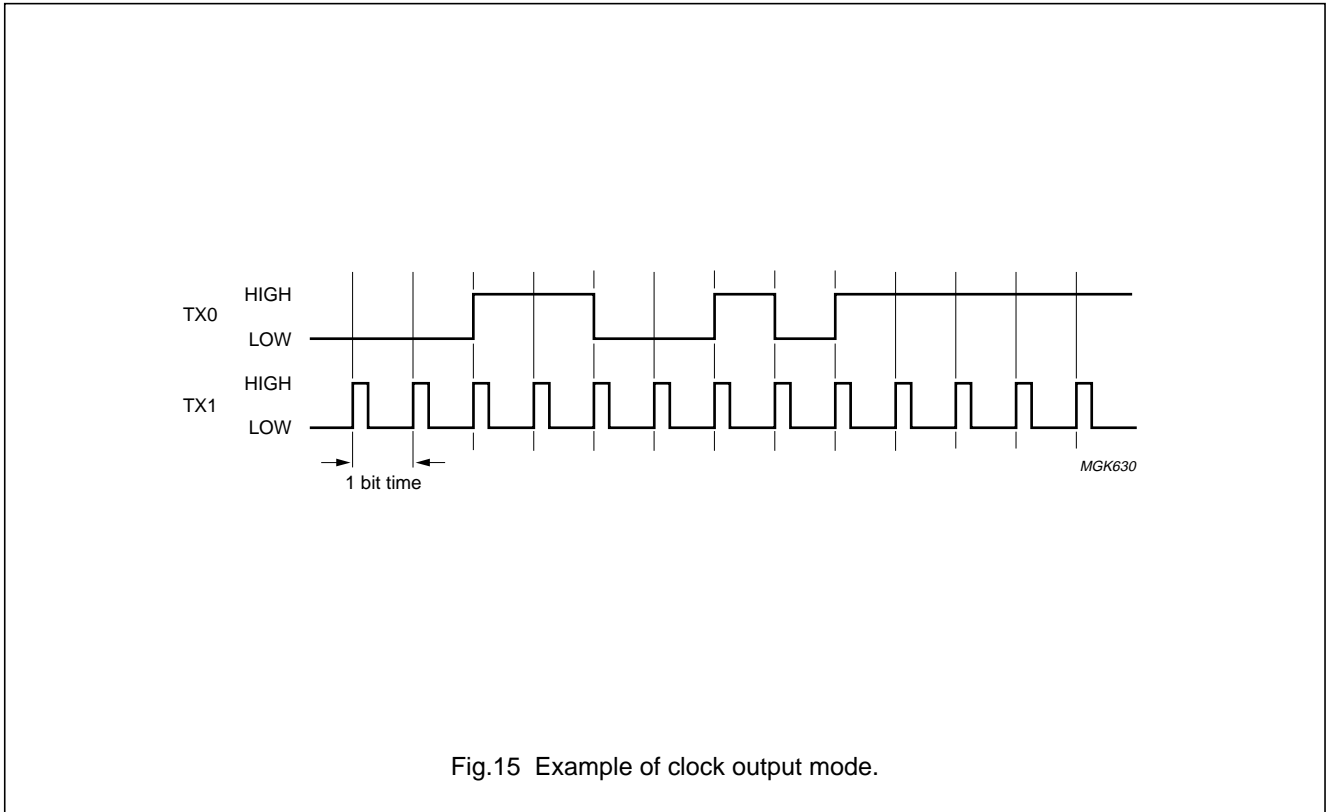 HIGH
TX0
LOW
HIGH
TX1
LOW
1 bit time
MGK630
Fig.15 Example of clock output mode.